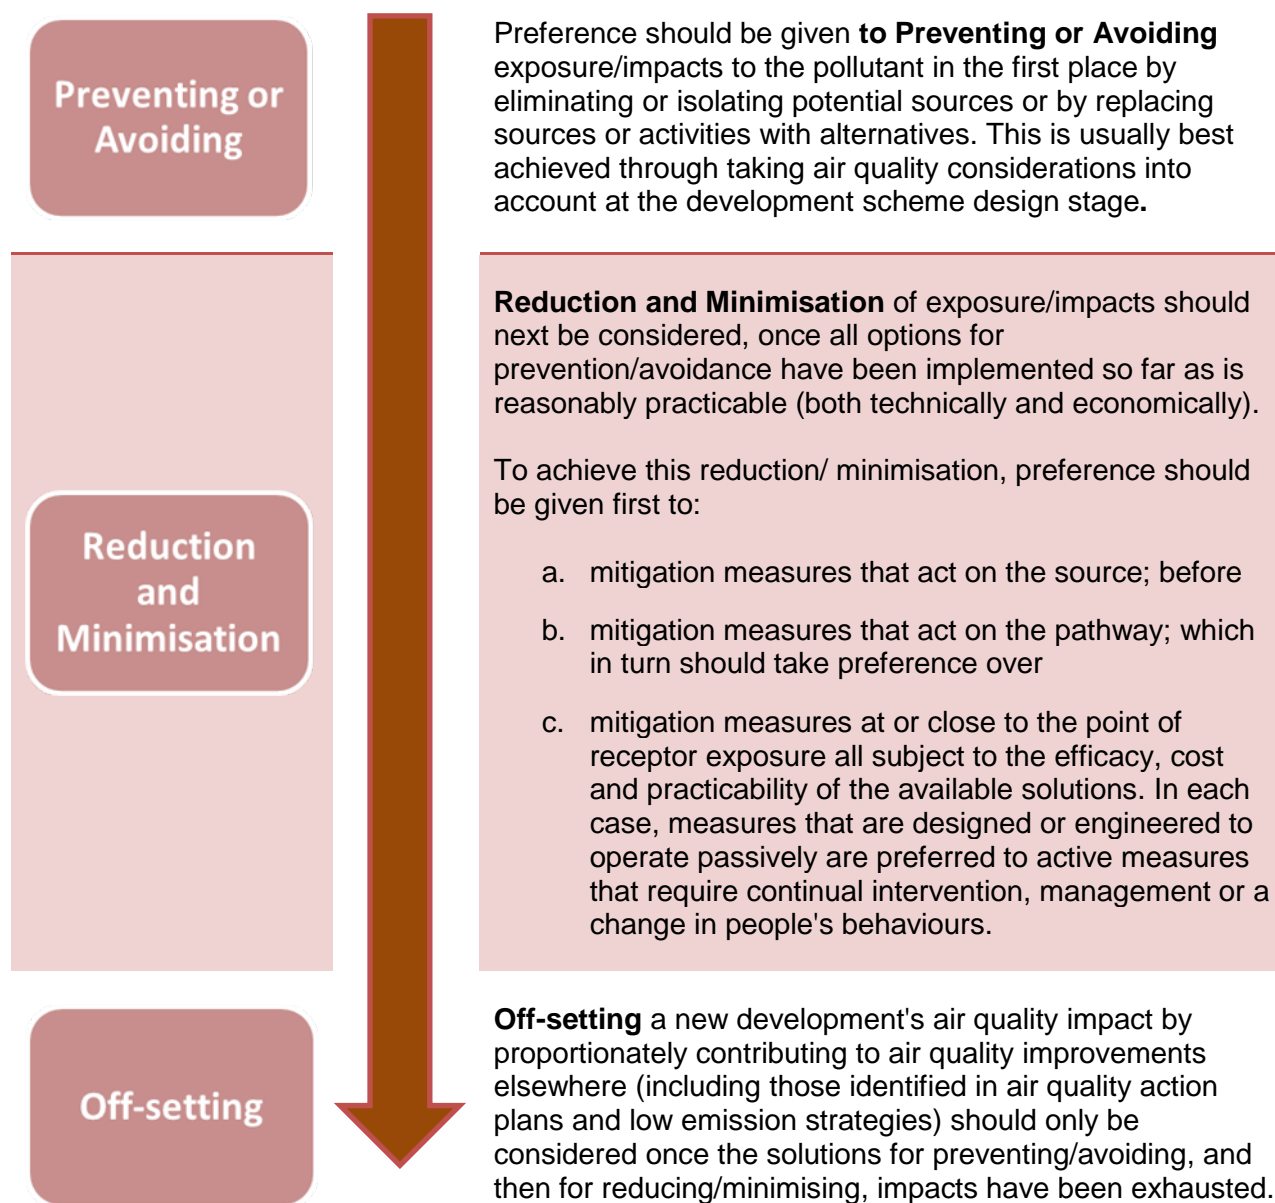 Preventing or
Avoiding
Preference should be given to Preventing or Avoiding
exposure/impacts to the pollutant in the first place by
eliminating or isolating potential sources or by replacing
sources or activities with alternatives. This is usually best
achieved through taking air quality considerations into
account at the development scheme design stage.
Reduction
and
Minimisation
Reduction and Minimisation of exposure/impacts should
next be considered, once all options for
prevention/avoidance have been implemented so far as is
reasonably practicable (both technically and economically).
To achieve this reduction/ minimisation, preference should
be given first to:
a. mitigation measures that act on the source; before
b. mitigation measures that act on the pathway; which
in turn should take preference over
c. mitigation measures at or close to the point of
receptor exposure all subject to the efficacy, cost
and practicability of the available solutions. In each
case, measures that are designed or engineered to
operate passively are preferred to active measures
that require continual intervention, management or a
change in people's behaviours.
Off-setting
Off-setting a new development's air quality impact by
proportionately contributing to air quality improvements
elsewhere (including those identified in air quality action
plans and low emission strategies) should only be
considered once the solutions for preventing/avoiding, and
then for reducing/minimising, impacts have been exhausted.